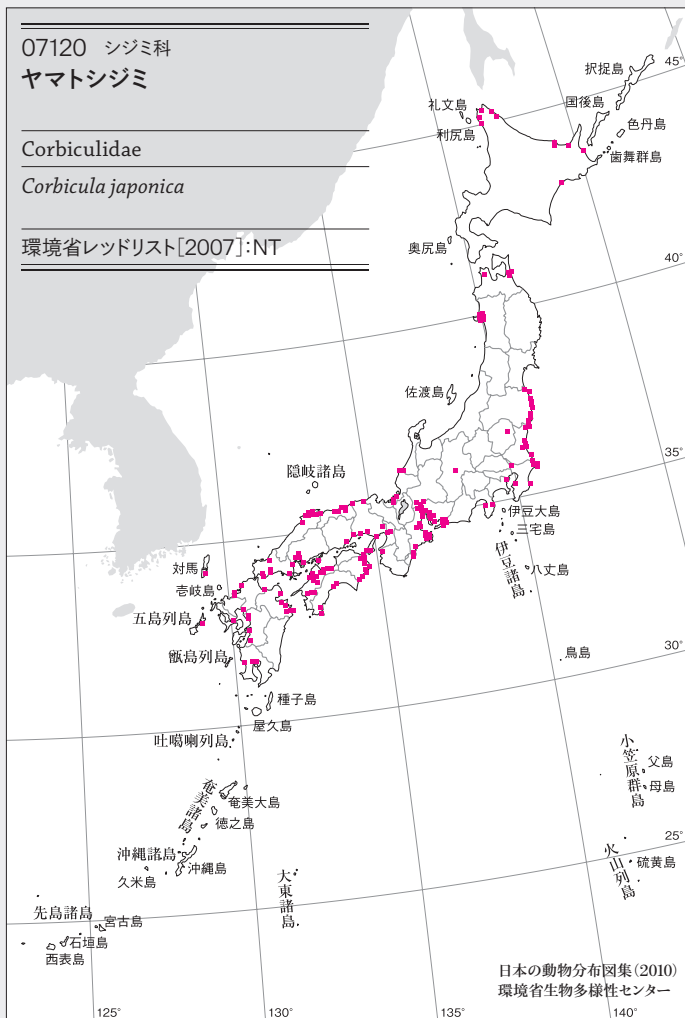 07120 シジミ科
ヤマトシジミ
Corbiculidae
Corbicula japonica
環境省レッドリスト[2007]:NT
択捉島
45°
国後島
礼文島
色丹島
利尻島
歯舞群島
奥尻島
40°
佐渡島
35°
隠岐諸島
伊豆大島
三宅島
伊豆諸島
八丈島
対馬
壱岐島
五島列島
甑島列島
鳥島
30°
種子島
屋久島
吐噶喇列島
小笠原群島
父島
母島
奄美諸島
奄美大島
徳之島
25°
沖縄諸島
沖縄島
久米島
火山列島
硫黄島
大東諸島
先島諸島
宮古島
石垣島
西表島
日本の動物分布図集(2010)
環境省生物多様性センター
125°
130°
135°
140°